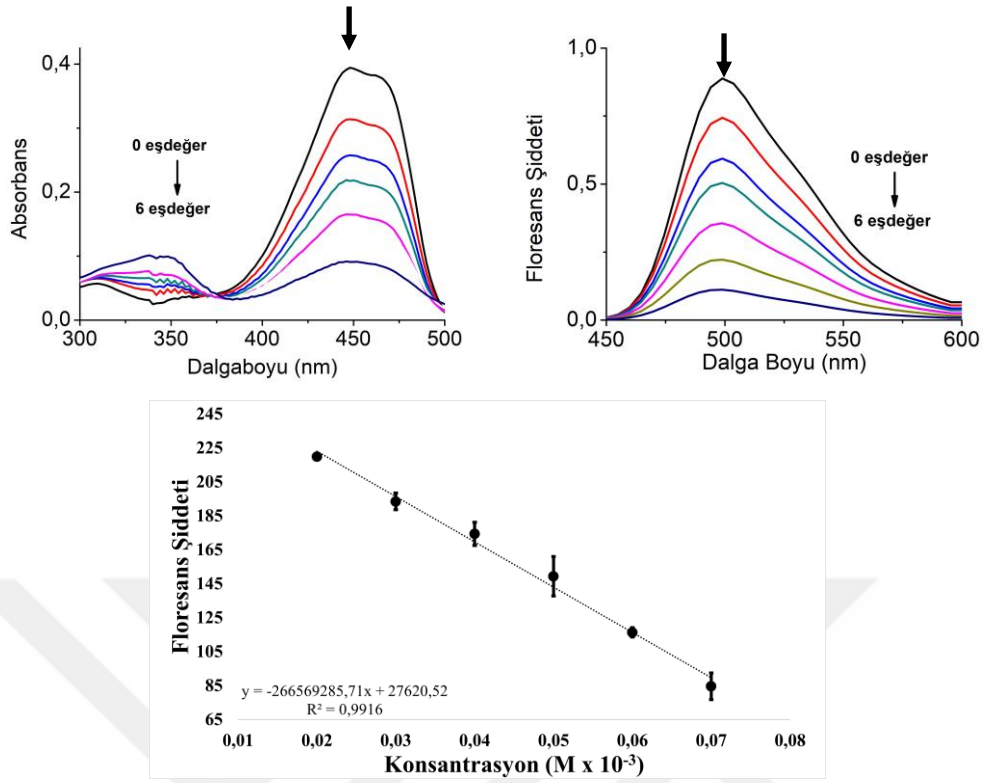 0,4
0,2
0,0
Absorbans
0 eşdeğer
6 eşdeğer
300 350 400 450 500
Dalgaboyu (nm)
1,0
0,5
0,0
Floresans Şiddeti
0 eşdeğer
6 eşdeğer
450 500 550 600
Dalga Boyu (nm)
245
225
205
185
165
145
125
105
85
65
Floresans Şiddeti
y = -266569285,71x + 27620,52
R² = 0,9916
0,01 0,02 0,03 0,04 0,05 0,06 0,07 0,08
Konsantrasyon (M x 10⁻³)